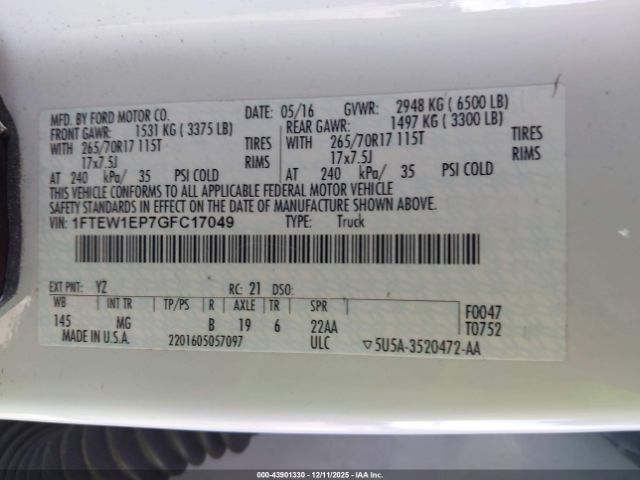 MFD. BY FORD MOTOR CO. DATE: 05/16 GVWR: 2948 KG ( 6500 LB)
FRONT GAWR: 1531 KG ( 3375 LB) REAR GAWR: 1497 KG ( 3300 LB)
WITH 265/70R17 115T TIRES WITH 265/70R17 115T TIRES
17x7.5J RIMS 17x7.5J RIMS
AT 240 kPa/ 35 PSI COLD AT 240 kPa/ 35 PSI COLD
THIS VEHICLE CONFORMS TO ALL APPLICABLE FEDERAL MOTOR VEHICLE
SAFETY STANDARDS IN EFFECT ON THE DATE OF MANUFACTURE SHOWN ABOVE.
VIN: 1FTEW1EP7GFC17049 TYPE: Truck
EXT PNT: YZ RC: 21 DSO:
WB INT TR TP/PS R AXLE TR SPR F0047
145 MG B 19 6 22AA T0752
MADE IN U.S.A. 2201605057097 ULC ▽5U5A-3520472-AA
00-43901330 - 12/11/2025 - IAA Inc.